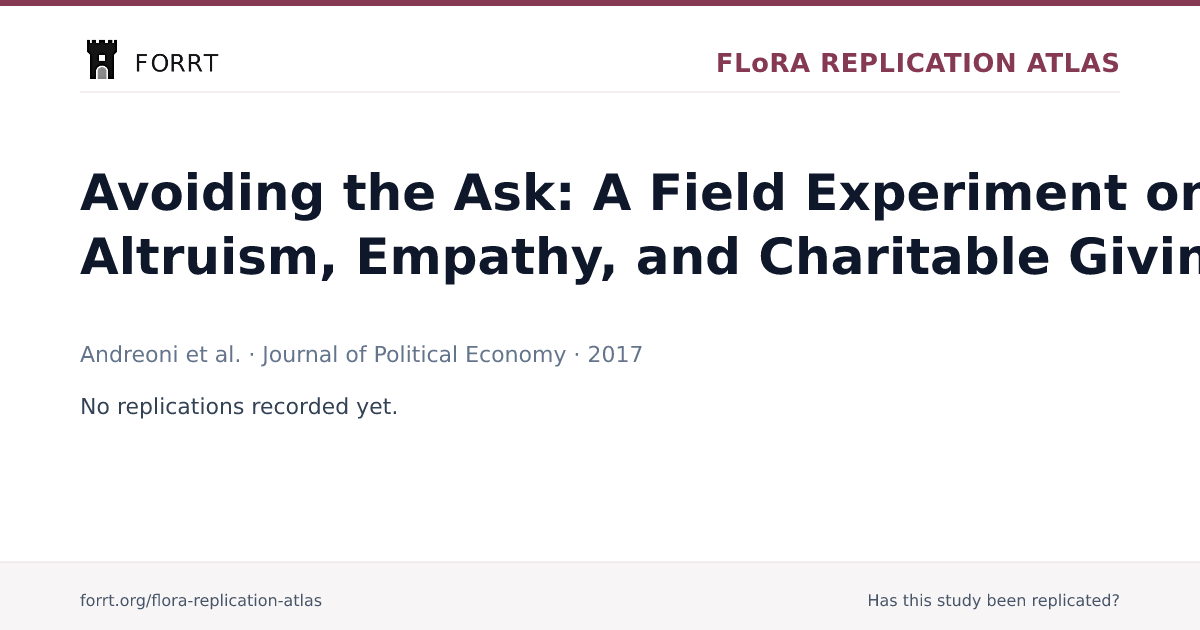 FORRT
FLoRA REPLICATION ATLAS
Avoiding the Ask: A Field Experiment on
Altruism, Empathy, and Charitable Givin
Andreoni et al. · Journal of Political Economy · 2017
No replications recorded yet.
forrt.org/flora-replication-atlas
Has this study been replicated?